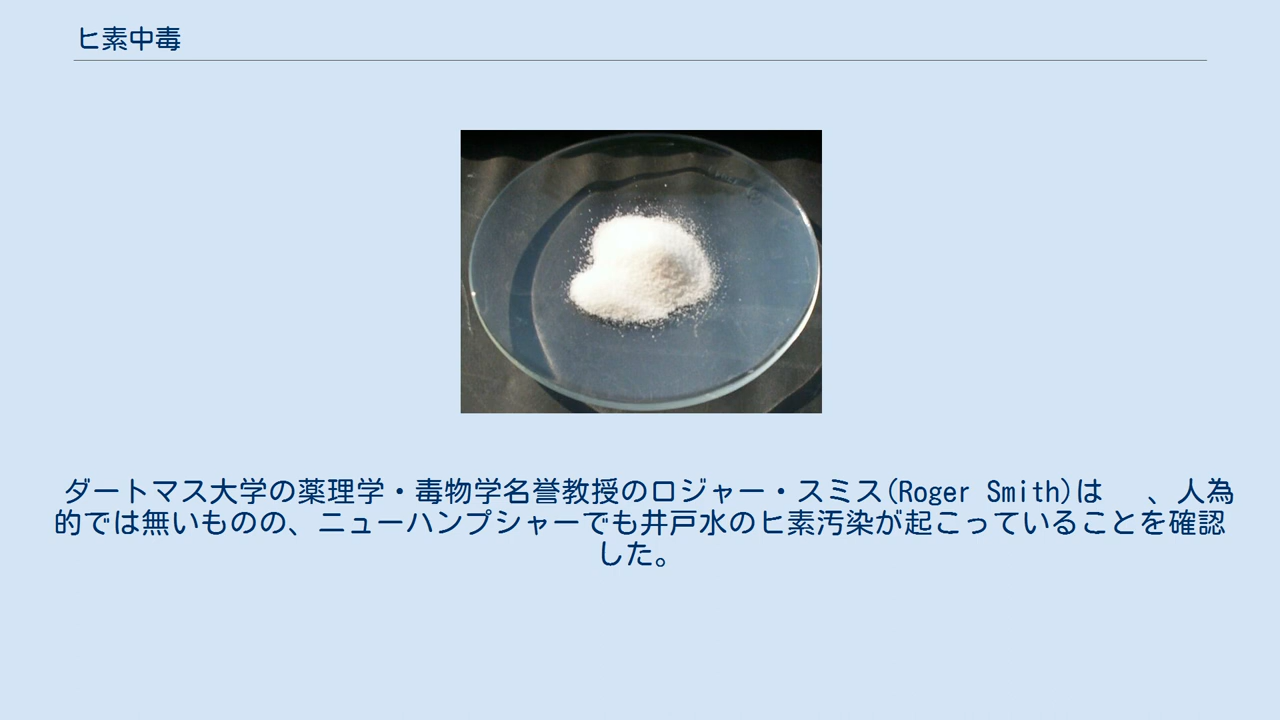 ヒ素中毒
ダートマス大学の薬理学・毒物学名誉教授のロジャー・スミス(Roger Smith)は　、人為
的では無いものの、ニューハンプシャーでも井戸水のヒ素汚染が起こっていることを確認
した。